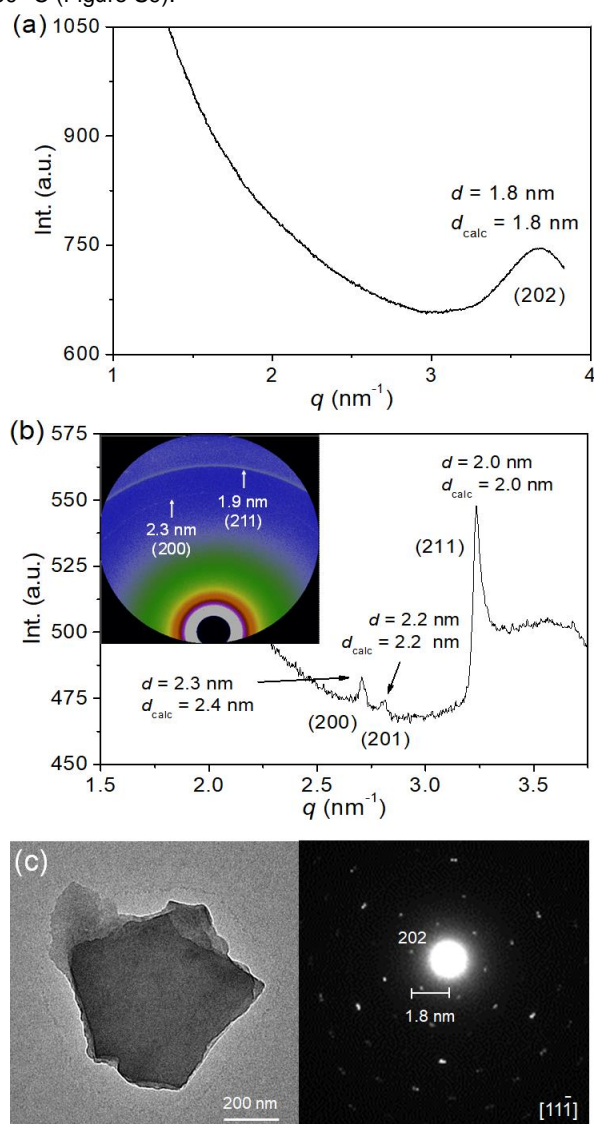 (a)
1050
900
750
600
Int. (a.u.)
d = 1.8 nm
dcalc = 1.8 nm
(202)
1 2 3 4
q (nm⁻¹)
(b)
575
550
525
500
475
450
Int. (a.u.)
2.3 nm
(200)
1.9 nm
(211)
d = 2.0 nm
dcalc = 2.0 nm
(211)
d = 2.2 nm
dcalc = 2.2 nm
d = 2.3 nm
dcalc = 2.4 nm
(200)
(201)
1.5 2.0 2.5 3.0 3.5
q (nm⁻¹)
(c)
200 nm
202
1.8 nm
[111̄]